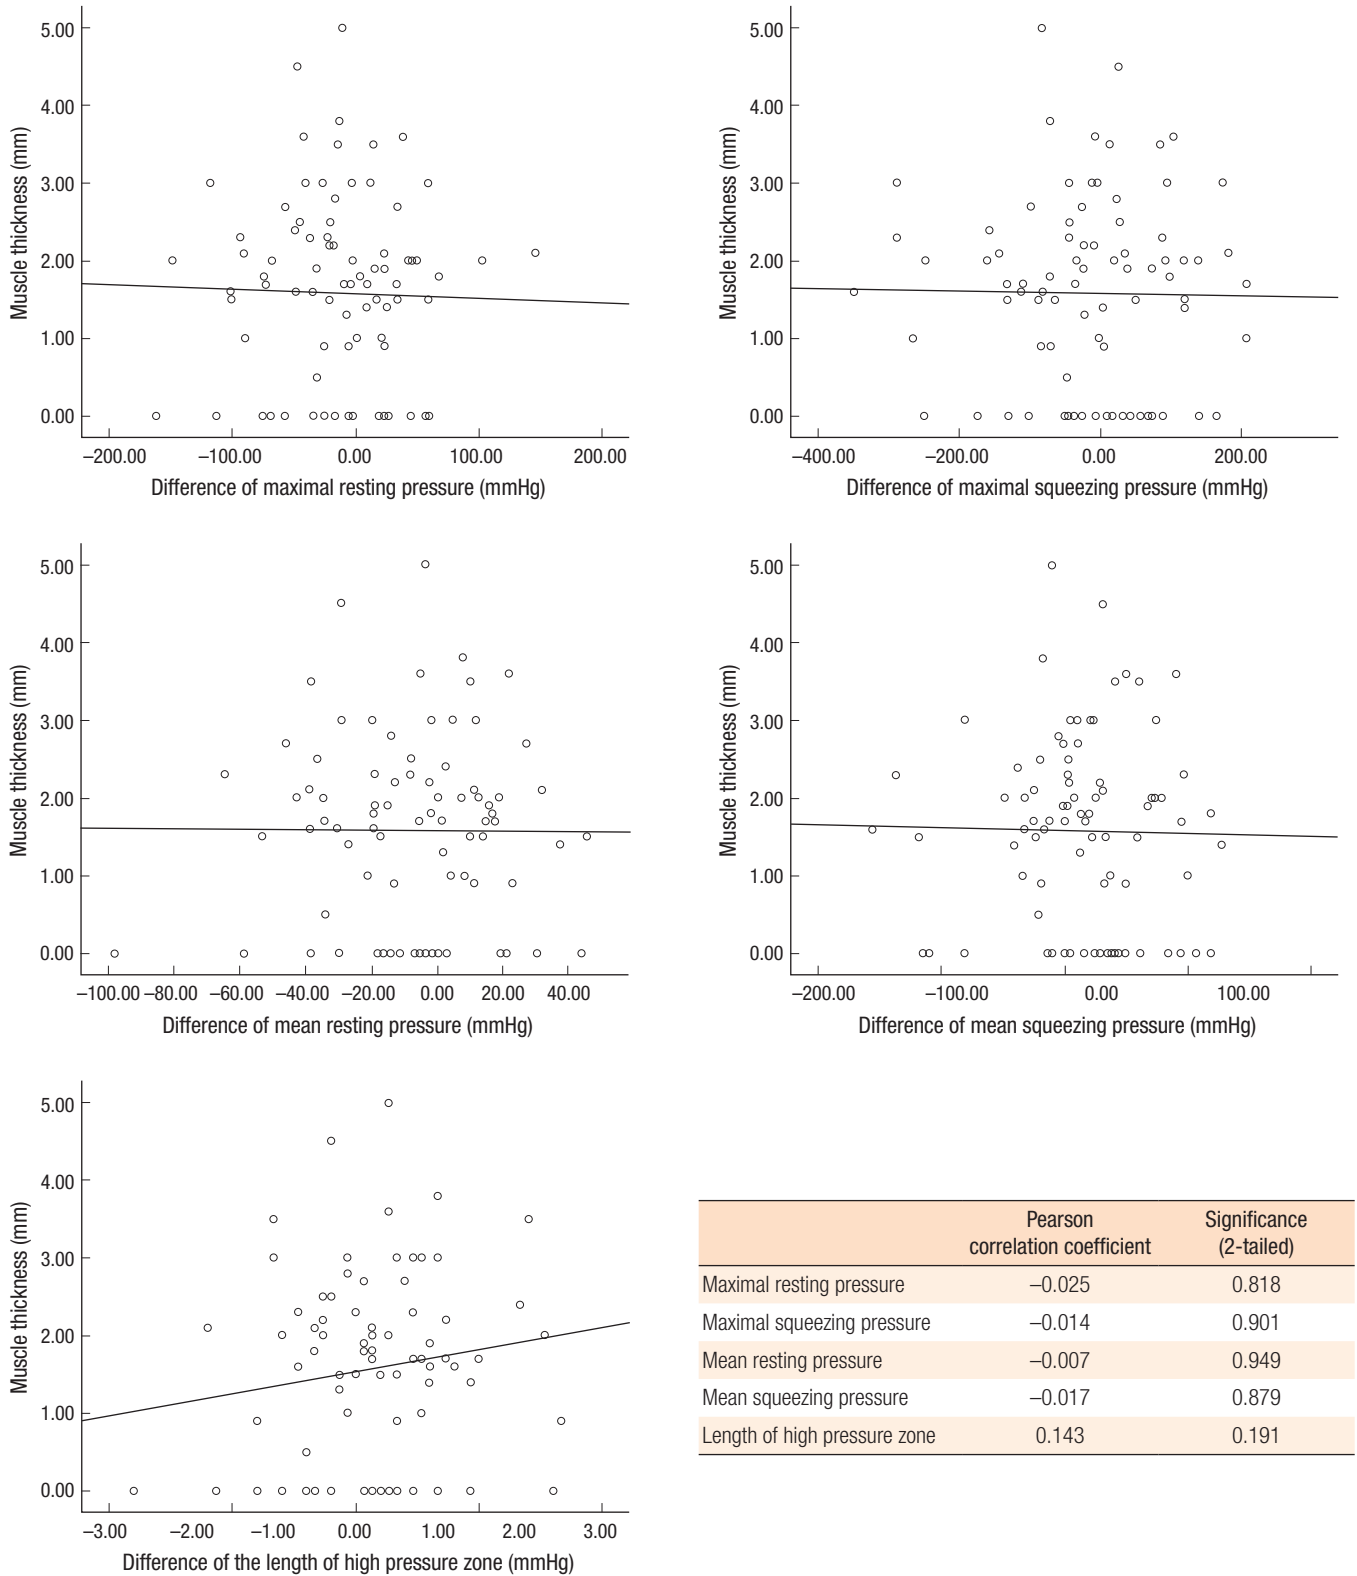 5.00
4.00
3.00
2.00
1.00
0.00
Muscle thickness (mm)
–200.00 –100.00 0.00 100.00 200.00
Difference of maximal resting pressure (mmHg)
5.00
4.00
3.00
2.00
1.00
0.00
Muscle thickness (mm)
–400.00 –200.00 0.00 200.00
Difference of maximal squeezing pressure (mmHg)
5.00
4.00
3.00
2.00
1.00
0.00
Muscle thickness (mm)
–100.00 –80.00 –60.00 –40.00 –20.00 0.00 20.00 40.00
Difference of mean resting pressure (mmHg)
5.00
4.00
3.00
2.00
1.00
0.00
Muscle thickness (mm)
–200.00 –100.00 0.00 100.00
Difference of mean squeezing pressure (mmHg)
5.00
4.00
3.00
2.00
1.00
0.00
Muscle thickness (mm)
–3.00 –2.00 –1.00 0.00 1.00 2.00 3.00
Difference of the length of high pressure zone (mmHg)
Pearson Significance
correlation coefficient (2-tailed)
Maximal resting pressure –0.025 0.818
Maximal squeezing pressure –0.014 0.901
Mean resting pressure –0.007 0.949
Mean squeezing pressure –0.017 0.879
Length of high pressure zone 0.143 0.191